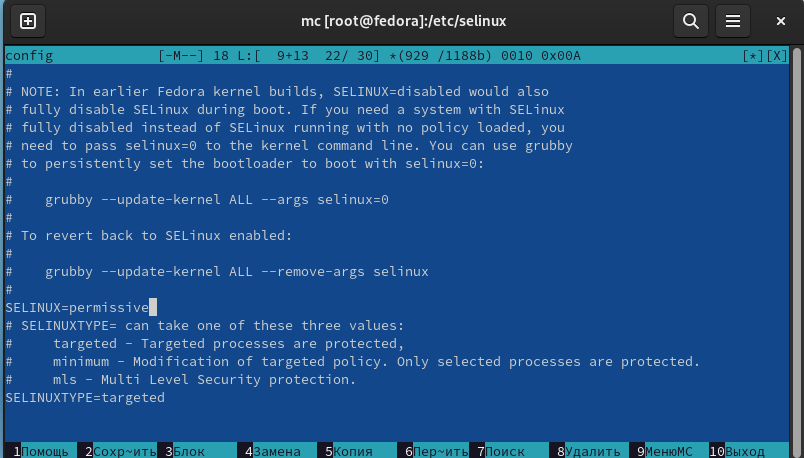 mc [root@fedora]:/etc/selinux
config [-M--] 18 L:[ 9+13 22/ 30] *(929 /1188b) 0010 0x00A [*][X]
#
# NOTE: In earlier Fedora kernel builds, SELINUX=disabled would also
# fully disable SELinux during boot. If you need a system with SELinux
# fully disabled instead of SELinux running with no policy loaded, you
# need to pass selinux=0 to the kernel command line. You can use grubby
# to persistently set the bootloader to boot with selinux=0:
#
#    grubby --update-kernel ALL --args selinux=0
#
# To revert back to SELinux enabled:
#
#    grubby --update-kernel ALL --remove-args selinux
#
SELINUX=permissive
# SELINUXTYPE= can take one of these three values:
#     targeted - Targeted processes are protected,
#     minimum - Modification of targeted policy. Only selected processes are protected.
#     mls - Multi Level Security protection.
SELINUXTYPE=targeted
1Помощь 2Сохр~ить 3Блок 4Замена 5Копия 6Пер~ить 7Поиск 8Удалить 9МенюМС 10Выход